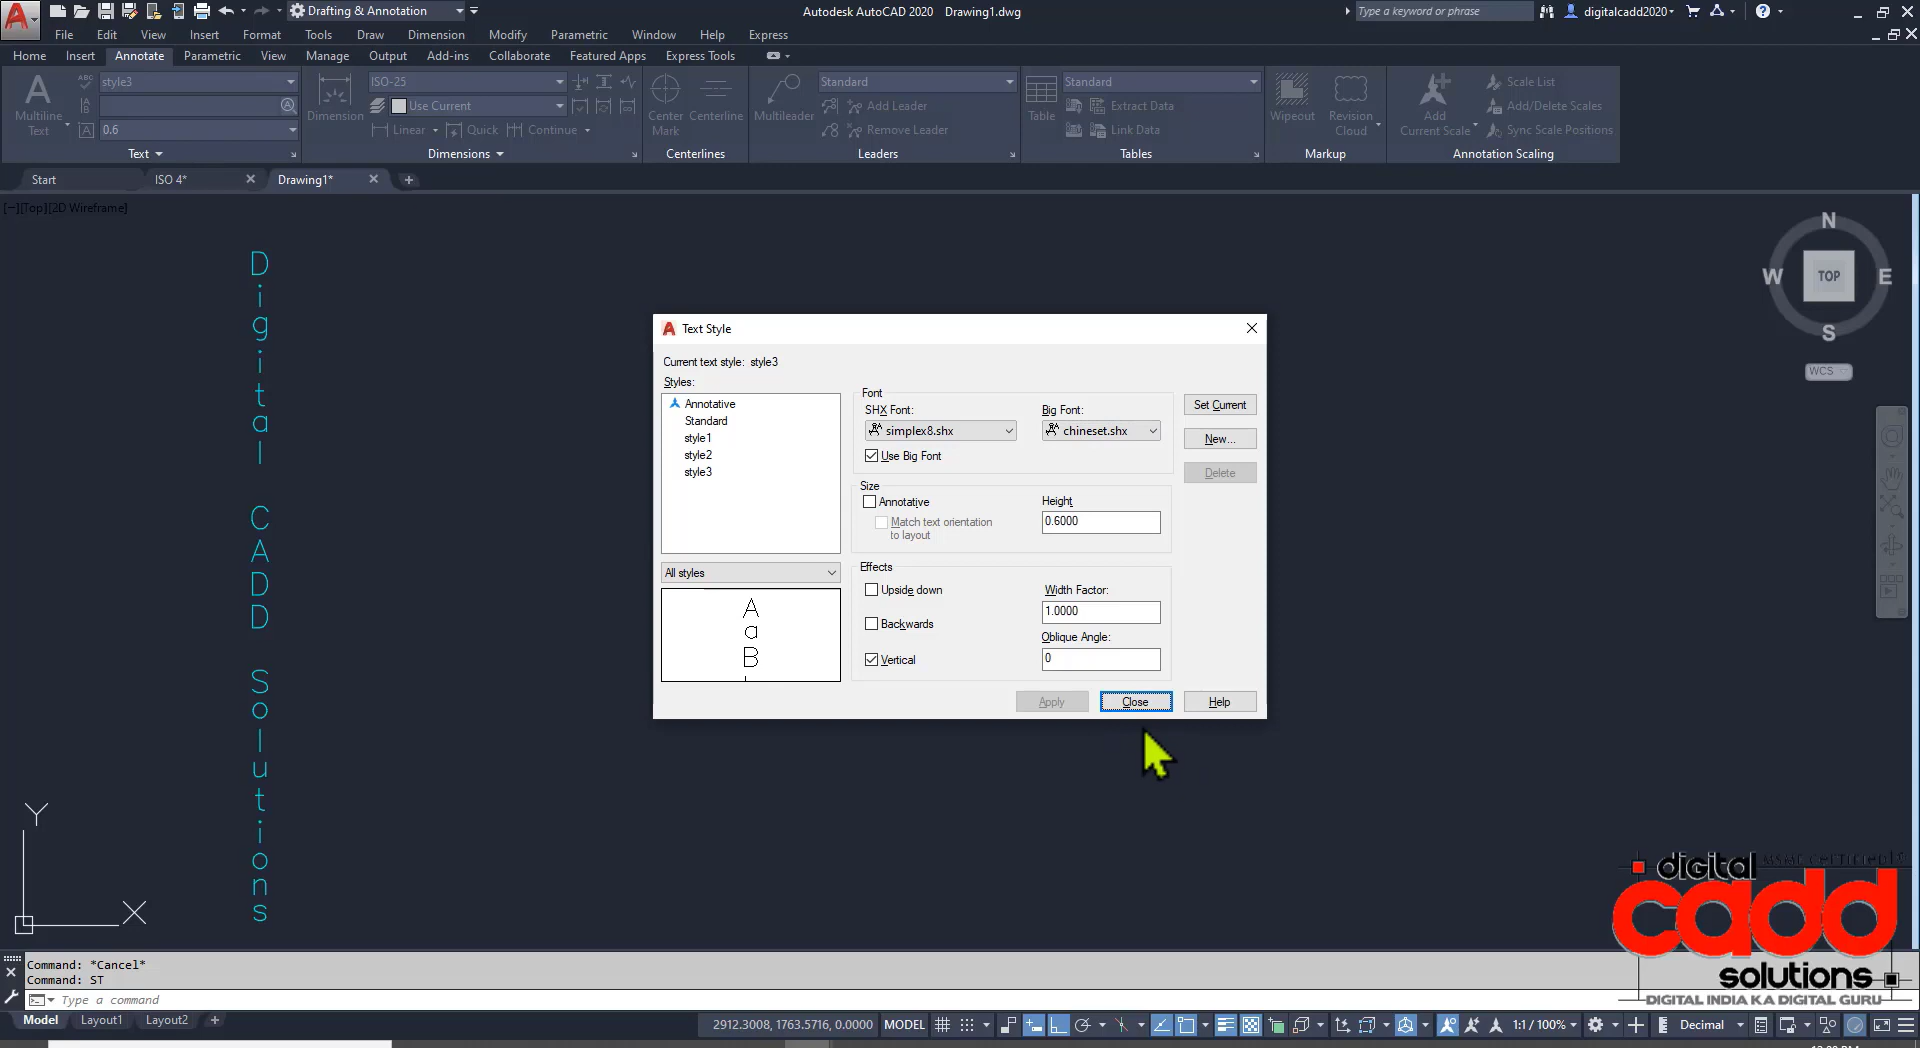 Drafting & Annotation
Autodesk AutoCAD 2020 Drawing1.dwg
Type a keyword or phrase
digitalcadd2020
File Edit View Insert Format Tools Draw Dimension Modify Parametric Window Help Express
Home Insert Annotate Parametric View Manage Output Add-ins Collaborate Featured Apps Express Tools
Multiline
Text
ABC
style3
0.6
Text
Dimension
ISO-25
Use Current
Linear Quick Continue
Dimensions
Center
Mark
Centerline
Centerlines
Multileader
Standard
Add Leader
Remove Leader
Leaders
Table
Standard
Extract Data
Link Data
Tables
Wipeout
Revision
Cloud
Markup
Add
Current Scale
Scale List
Add/Delete Scales
Sync Scale Positions
Annotation Scaling
Start ISO 4* Drawing1*
[−][Top][2D Wireframe]
Digital CADD Solutions
N
W TOP E
S
WCS
Text Style
Current text style: style3
Styles:
Annotative
Standard
style1
style2
style3
All styles
A
a
B
Font
SHX Font:
simplex8.shx
Big Font:
chineset.shx
Use Big Font
Size
Annotative
Match text orientation
to layout
Height
0.6000
Effects
Upside down
Backwards
Vertical
Width Factor:
1.0000
Oblique Angle:
0
Set Current
New...
Delete
Apply Close Help
Y
X
Command: *Cancel*
Command: ST
Type a command
Model Layout1 Layout2
2912.3008, 1763.5716, 0.0000 MODEL
1:1 / 100%
Decimal
digital
cadd
solutions
DIGITAL INDIA KA DIGITAL GURU